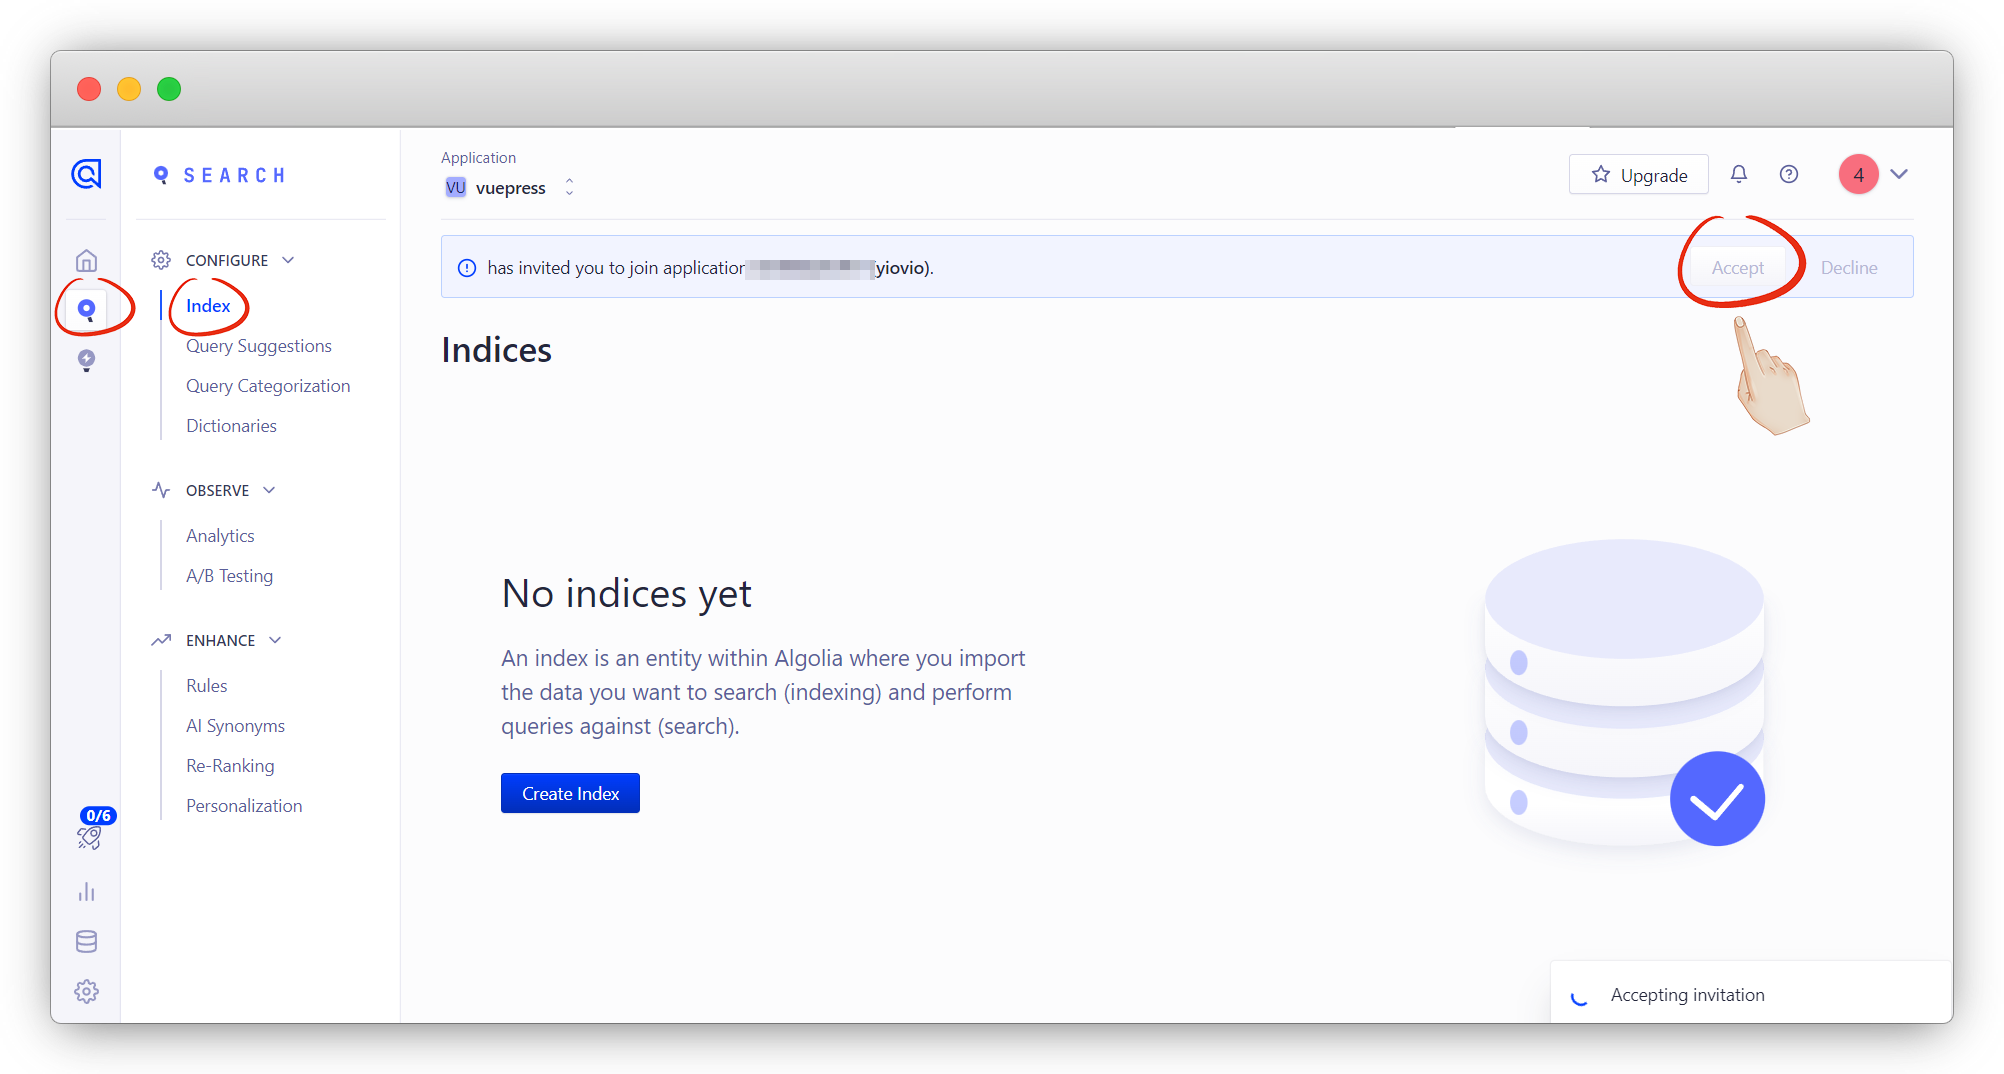 SEARCH
CONFIGURE
Index
Query Suggestions
Query Categorization
Dictionaries
OBSERVE
Analytics
A/B Testing
ENHANCE
Rules
AI Synonyms
Re-Ranking
Personalization
0/6
Application
VU vuepress
Upgrade
4
has invited you to join application yiovio).
Accept
Decline
Indices
No indices yet
An index is an entity within Algolia where you import
the data you want to search (indexing) and perform
queries against (search).
Create Index
Accepting invitation